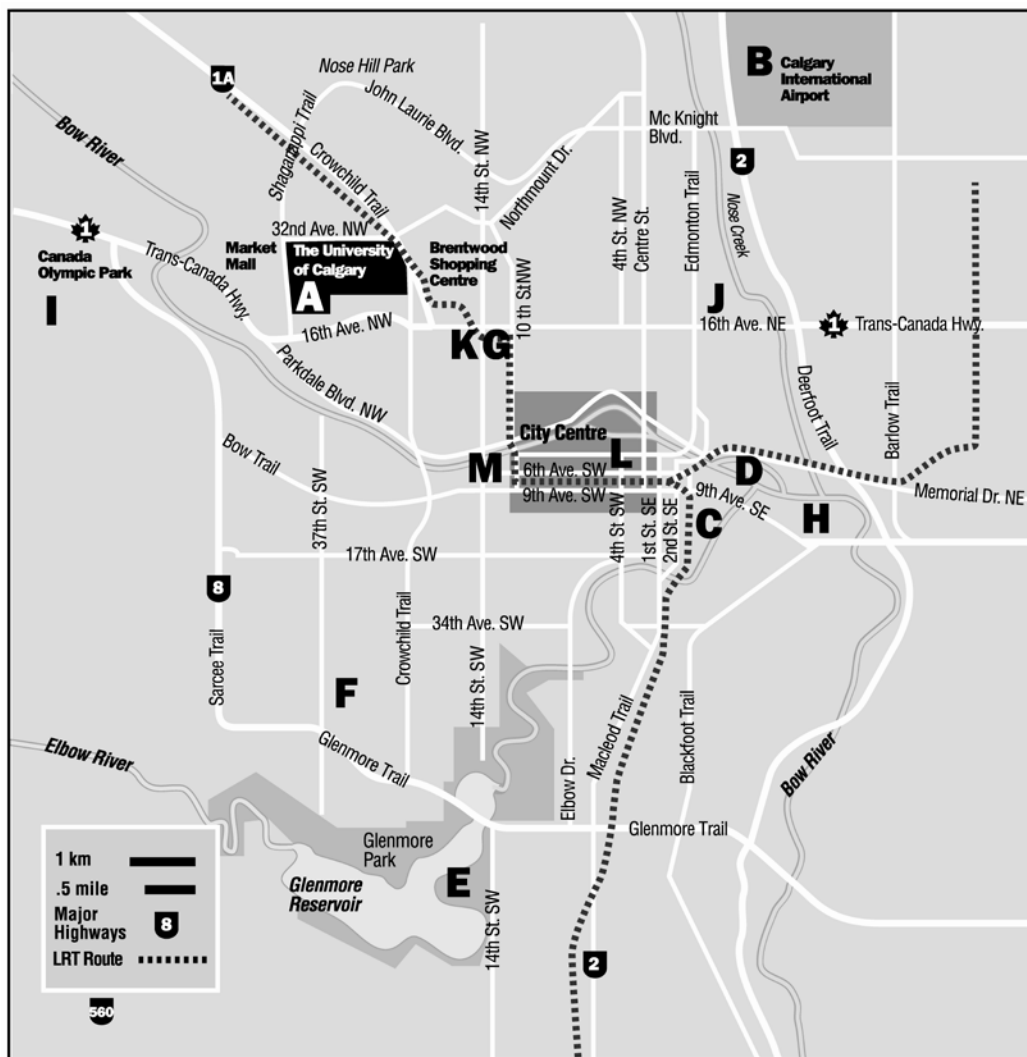 B
Calgary
International
Airport
Nose Hill Park
1A
John Laurie Blvd.
Shaganappi Trail
Crowchild Trail
14th St. NW
Northmount Dr.
Mc Knight
Blvd.
2
Bow River
4th St. NW
Centre St.
Edmonton Trail
Nose Creek
1
Canada
Olympic Park
I
Trans-Canada Hwy.
Market
Mall
32nd Ave. NW
The University
of Calgary
A
Brentwood
Shopping
Centre
10 th St NW
J
16th Ave. NE
1
Trans-Canada Hwy.
16th Ave. NW
K G
Parkdale Blvd. NW
Deerfoot Trail
Barlow Trail
City Centre
Bow Trail
M
6th Ave. SW
L
D
9th Ave. SW
9th Ave. SE
Memorial Dr. NE
C
H
37th St. SW
4th St. SW
1st St. SE
2nd St. SE
17th Ave. SW
8
Sarcee Trail
Crowchild Trail
34th Ave. SW
14th St. SW
F
Glenmore Trail
Elbow River
Elbow Dr.
Macleod Trail
Blackfoot Trail
Bow River
Glenmore Trail
Glenmore
Park
E
Glenmore
Reservoir
14th St. SW
2
1 km
.5 mile
Major
Highways
8
LRT Route
560